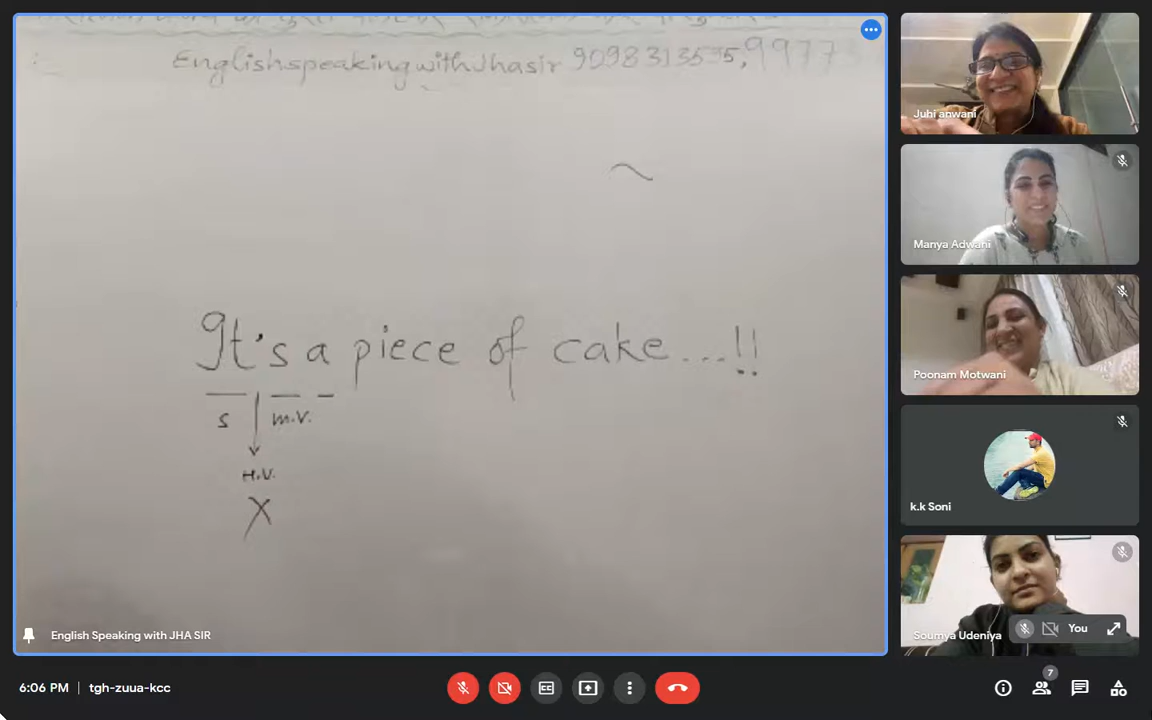 Englishspeaking with Jha sir 9098313535, 9977
It's a piece of cake...!!
s m.v.
H.V.
X
English Speaking with JHA SIR
Juhi anwani
Manya Adwani
Poonam Motwani
k.k Soni
Soumya Udeniya
You
6:06 PM | tgh-zuua-kcc
CC
7